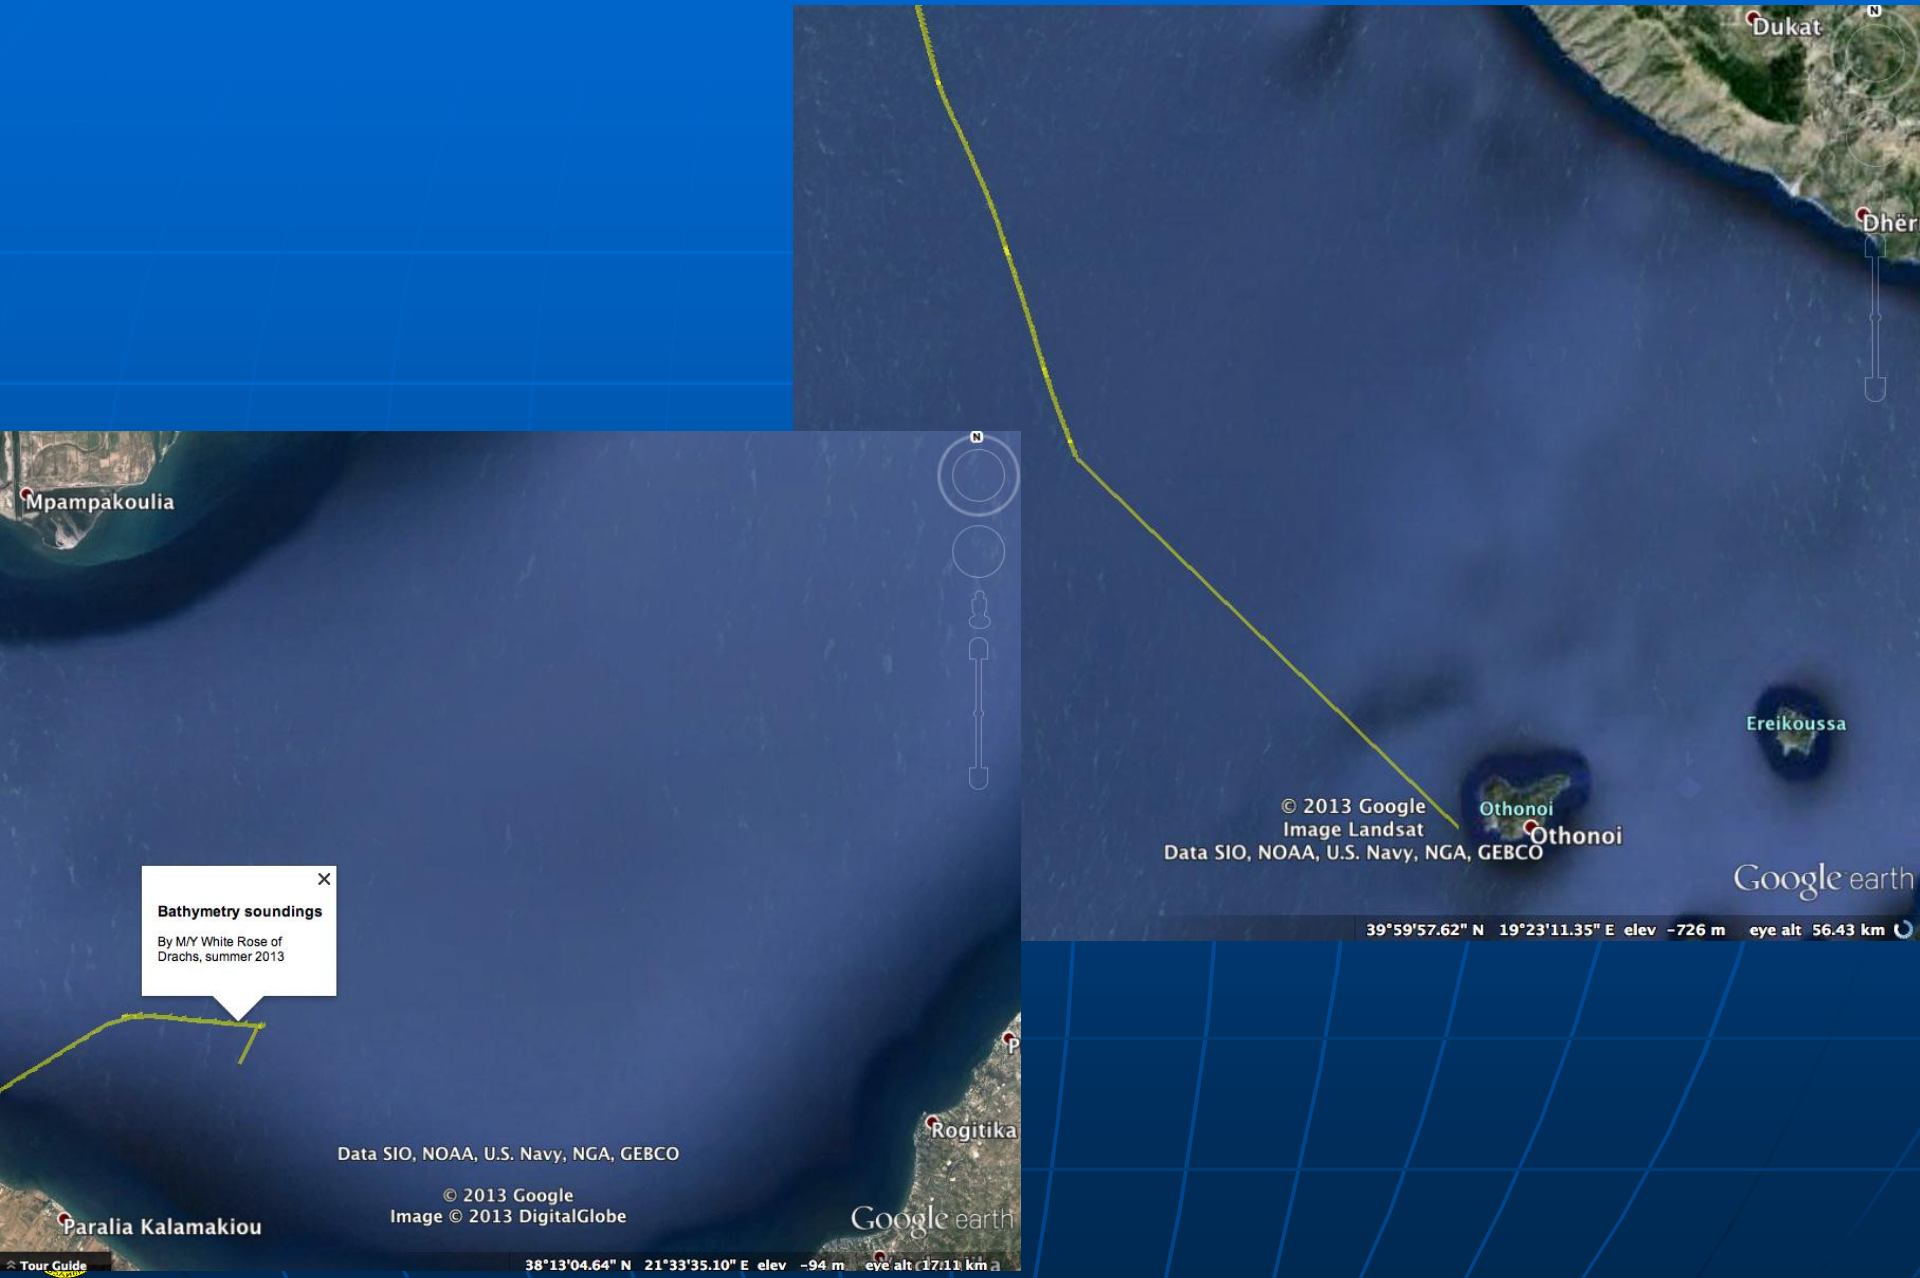 Dukat
N
Dhër
Ereikoussa
© 2013 Google
Image Landsat
Data SIO, NOAA, U.S. Navy, NGA, GEBCO
Othonoi
Othonoi
Google earth
39°59'57.62" N 19°23'11.35" E elev -726 m eye alt 56.43 km
N
Mpampakoulia
Bathymetry soundings
By M/Y White Rose of
Drachs, summer 2013
P
Rogitika
Data SIO, NOAA, U.S. Navy, NGA, GEBCO
© 2013 Google
Image © 2013 DigitalGlobe
Google earth
Paralia Kalamakiou
Tour Guide
38°13'04.64" N 21°33'35.10" E elev -94 m eye alt 17.11 km